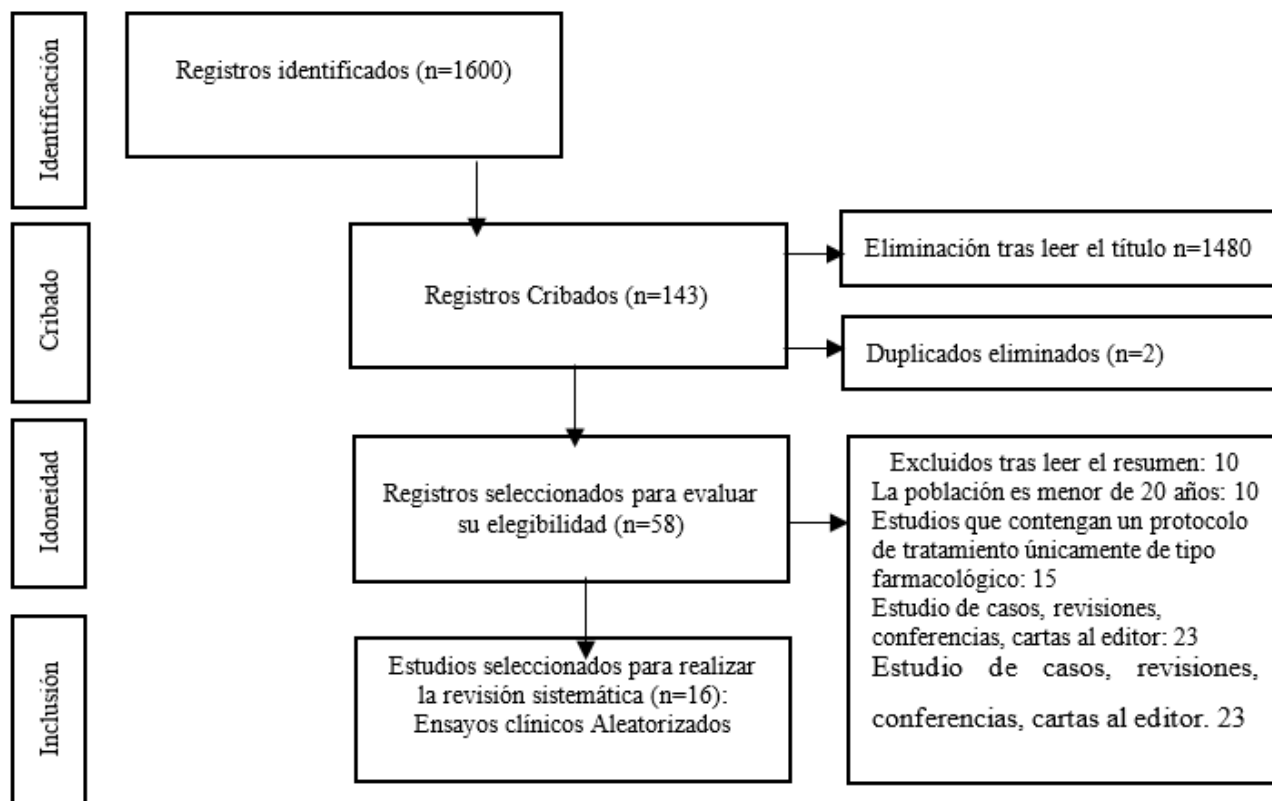 Identificación
Registros identificados (n=1600)
Cribado
Registros Cribados (n=143)
Eliminación tras leer el título n=1480
Duplicados eliminados (n=2)
Idoneidad
Registros seleccionados para evaluar
su elegibilidad (n=58)
Excluidos tras leer el resumen: 10
La población es menor de 20 años: 10
Estudios que contengan un protocolo
de tratamiento únicamente de tipo
farmacológico: 15
Estudio de casos, revisiones,
conferencias, cartas al editor: 23
Estudio de casos, revisiones,
conferencias, cartas al editor. 23
Inclusión
Estudios seleccionados para realizar
la revisión sistemática (n=16):
Ensayos clínicos Aleatorizados